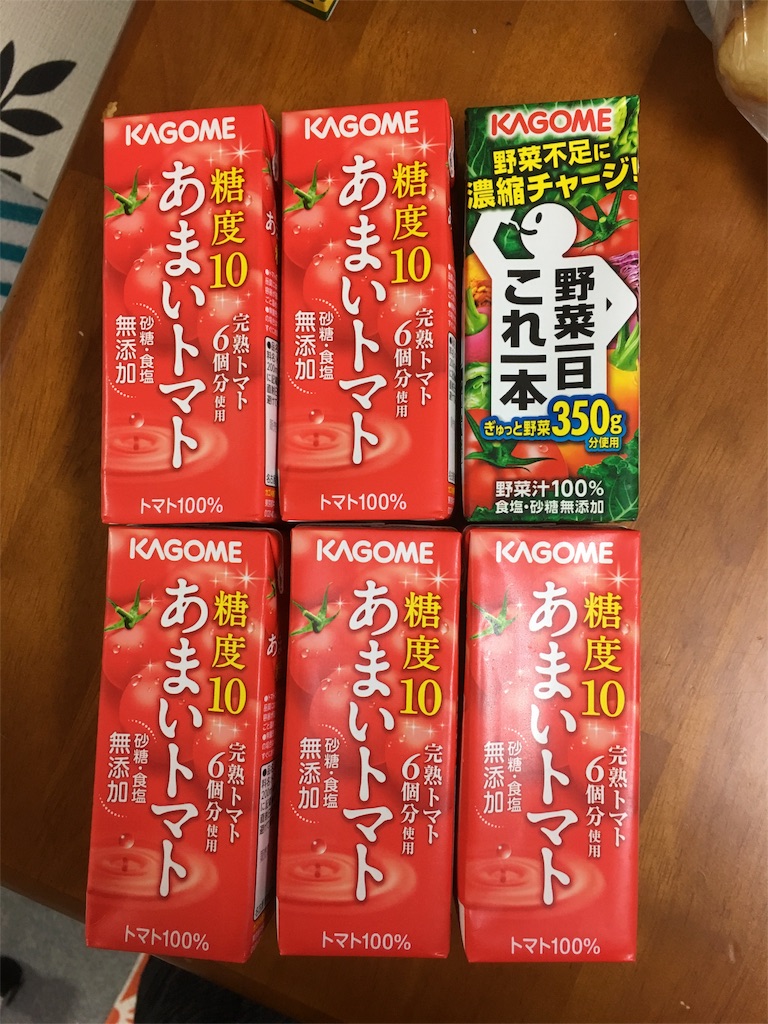 KAGOME
糖度10
あまいトマト
完熟トマト
6個分使用
砂糖・食塩
無添加
トマト100%
KAGOME
糖度10
あまいトマト
完熟トマト
6個分使用
砂糖・食塩
無添加
トマト100%
KAGOME
野菜不足に
濃縮チャージ!
野菜一日
これ一本
ぎゅっと野菜350g
分使用
野菜汁100%
食塩・砂糖無添加
KAGOME
糖度10
あまいトマト
完熟トマト
6個分使用
砂糖・食塩
無添加
トマト100%
KAGOME
糖度10
あまいトマト
完熟トマト
6個分使用
砂糖・食塩
無添加
トマト100%
KAGOME
糖度10
あまいトマト
完熟トマト
6個分使用
砂糖・食塩
無添加
トマト100%